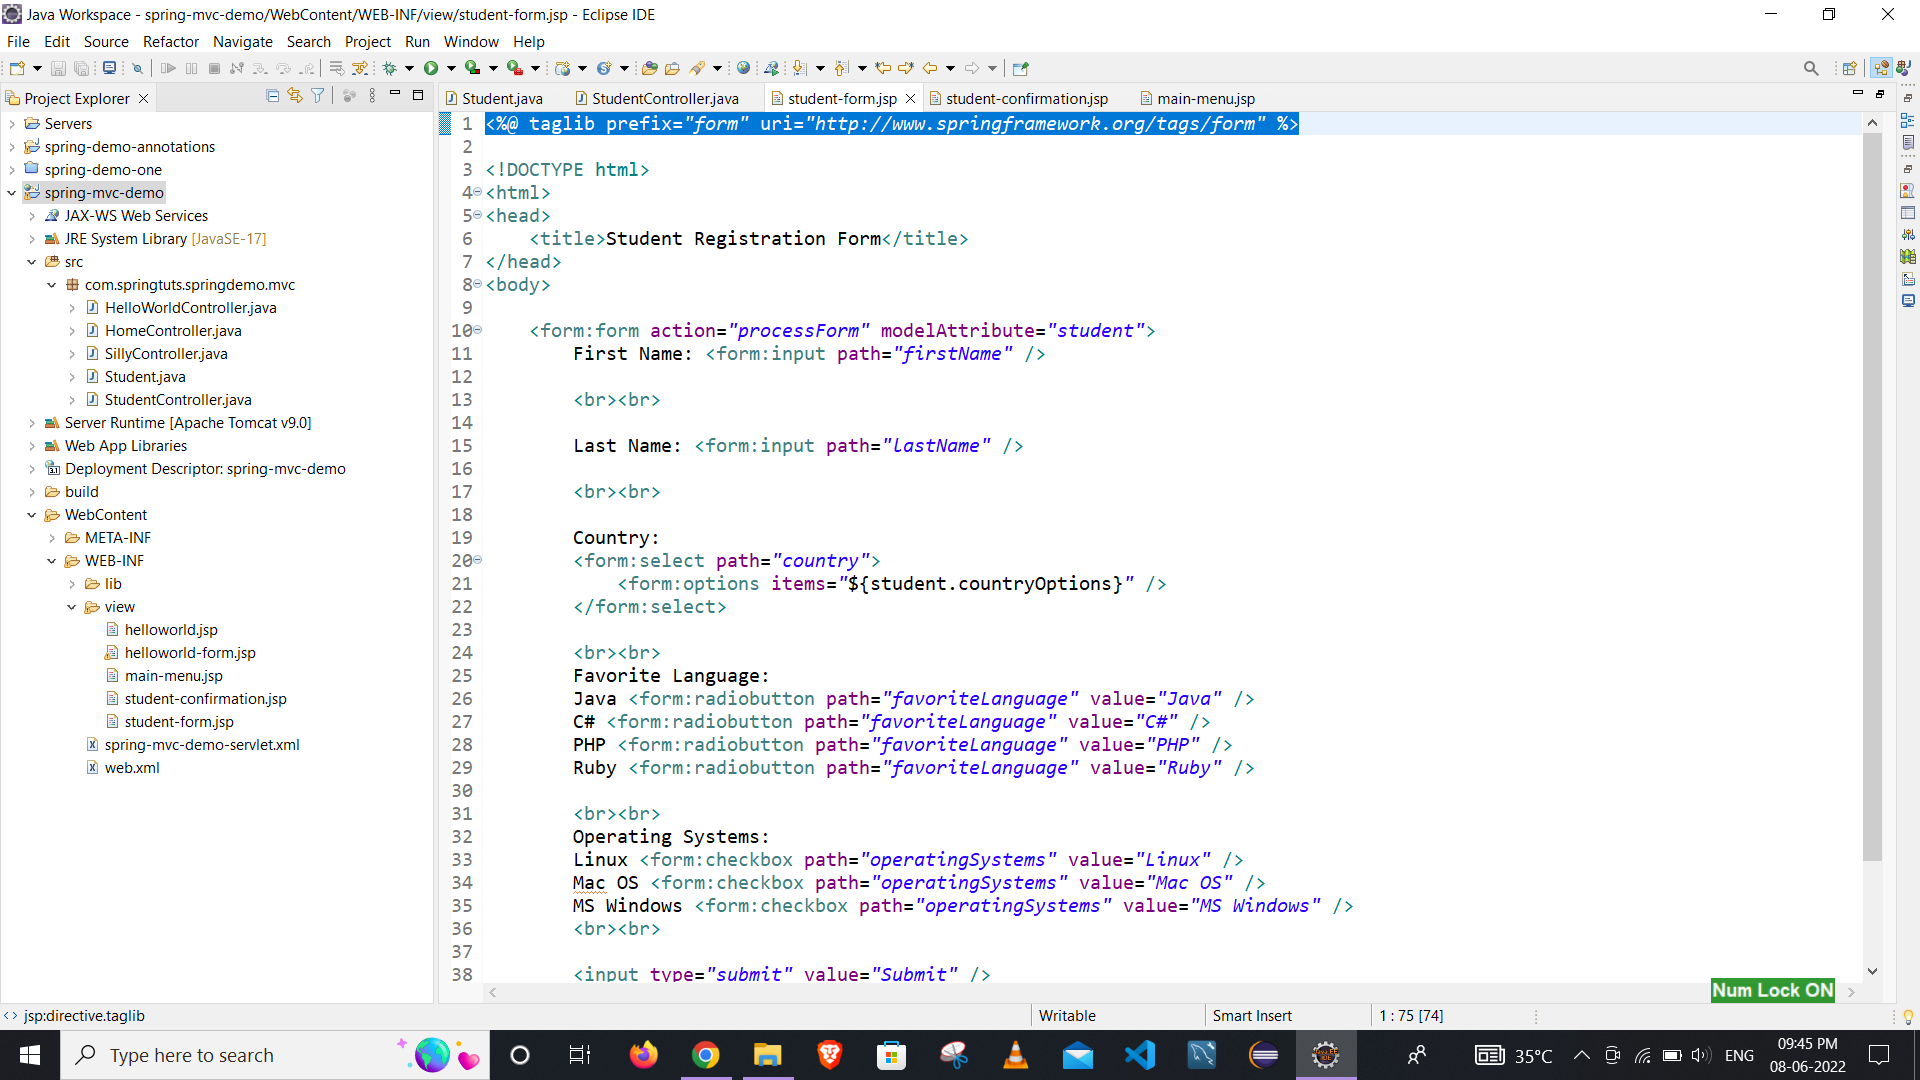 Java Workspace - spring-mvc-demo/WebContent/WEB-INF/view/student-form.jsp - Eclipse IDE
File Edit Source Refactor Navigate Search Project Run Window Help
Project Explorer
Servers
spring-demo-annotations
spring-demo-one
spring-mvc-demo
JAX-WS Web Services
JRE System Library [JavaSE-17]
src
com.springtuts.springdemo.mvc
HelloWorldController.java
HomeController.java
SillyController.java
Student.java
StudentController.java
Server Runtime [Apache Tomcat v9.0]
Web App Libraries
Deployment Descriptor: spring-mvc-demo
build
WebContent
META-INF
WEB-INF
lib
view
helloworld.jsp
helloworld-form.jsp
main-menu.jsp
student-confirmation.jsp
student-form.jsp
spring-mvc-demo-servlet.xml
web.xml
Student.java StudentController.java student-form.jsp student-confirmation.jsp main-menu.jsp
1 <%@ taglib prefix="form" uri="http://www.springframework.org/tags/form" %>
2
3 <!DOCTYPE html>
4 <html>
5 <head>
6 <title>Student Registration Form</title>
7 </head>
8 <body>
9
10 <form:form action="processForm" modelAttribute="student">
11 First Name: <form:input path="firstName" />
12
13 <br><br>
14
15 Last Name: <form:input path="lastName" />
16
17 <br><br>
18
19 Country:
20 <form:select path="country">
21 <form:options items="${student.countryOptions}" />
22 </form:select>
23
24 <br><br>
25 Favorite Language:
26 Java <form:radiobutton path="favoriteLanguage" value="Java" />
27 C# <form:radiobutton path="favoriteLanguage" value="C#" />
28 PHP <form:radiobutton path="favoriteLanguage" value="PHP" />
29 Ruby <form:radiobutton path="favoriteLanguage" value="Ruby" />
30
31 <br><br>
32 Operating Systems:
33 Linux <form:checkbox path="operatingSystems" value="Linux" />
34 Mac OS <form:checkbox path="operatingSystems" value="Mac OS" />
35 MS Windows <form:checkbox path="operatingSystems" value="MS Windows" />
36 <br><br>
37
38 <input type="submit" value="Submit" />
Num Lock ON
jsp:directive.taglib Writable Smart Insert 1 : 75 [74]
Type here to search
35°C ENG 09:45 PM
08-06-2022